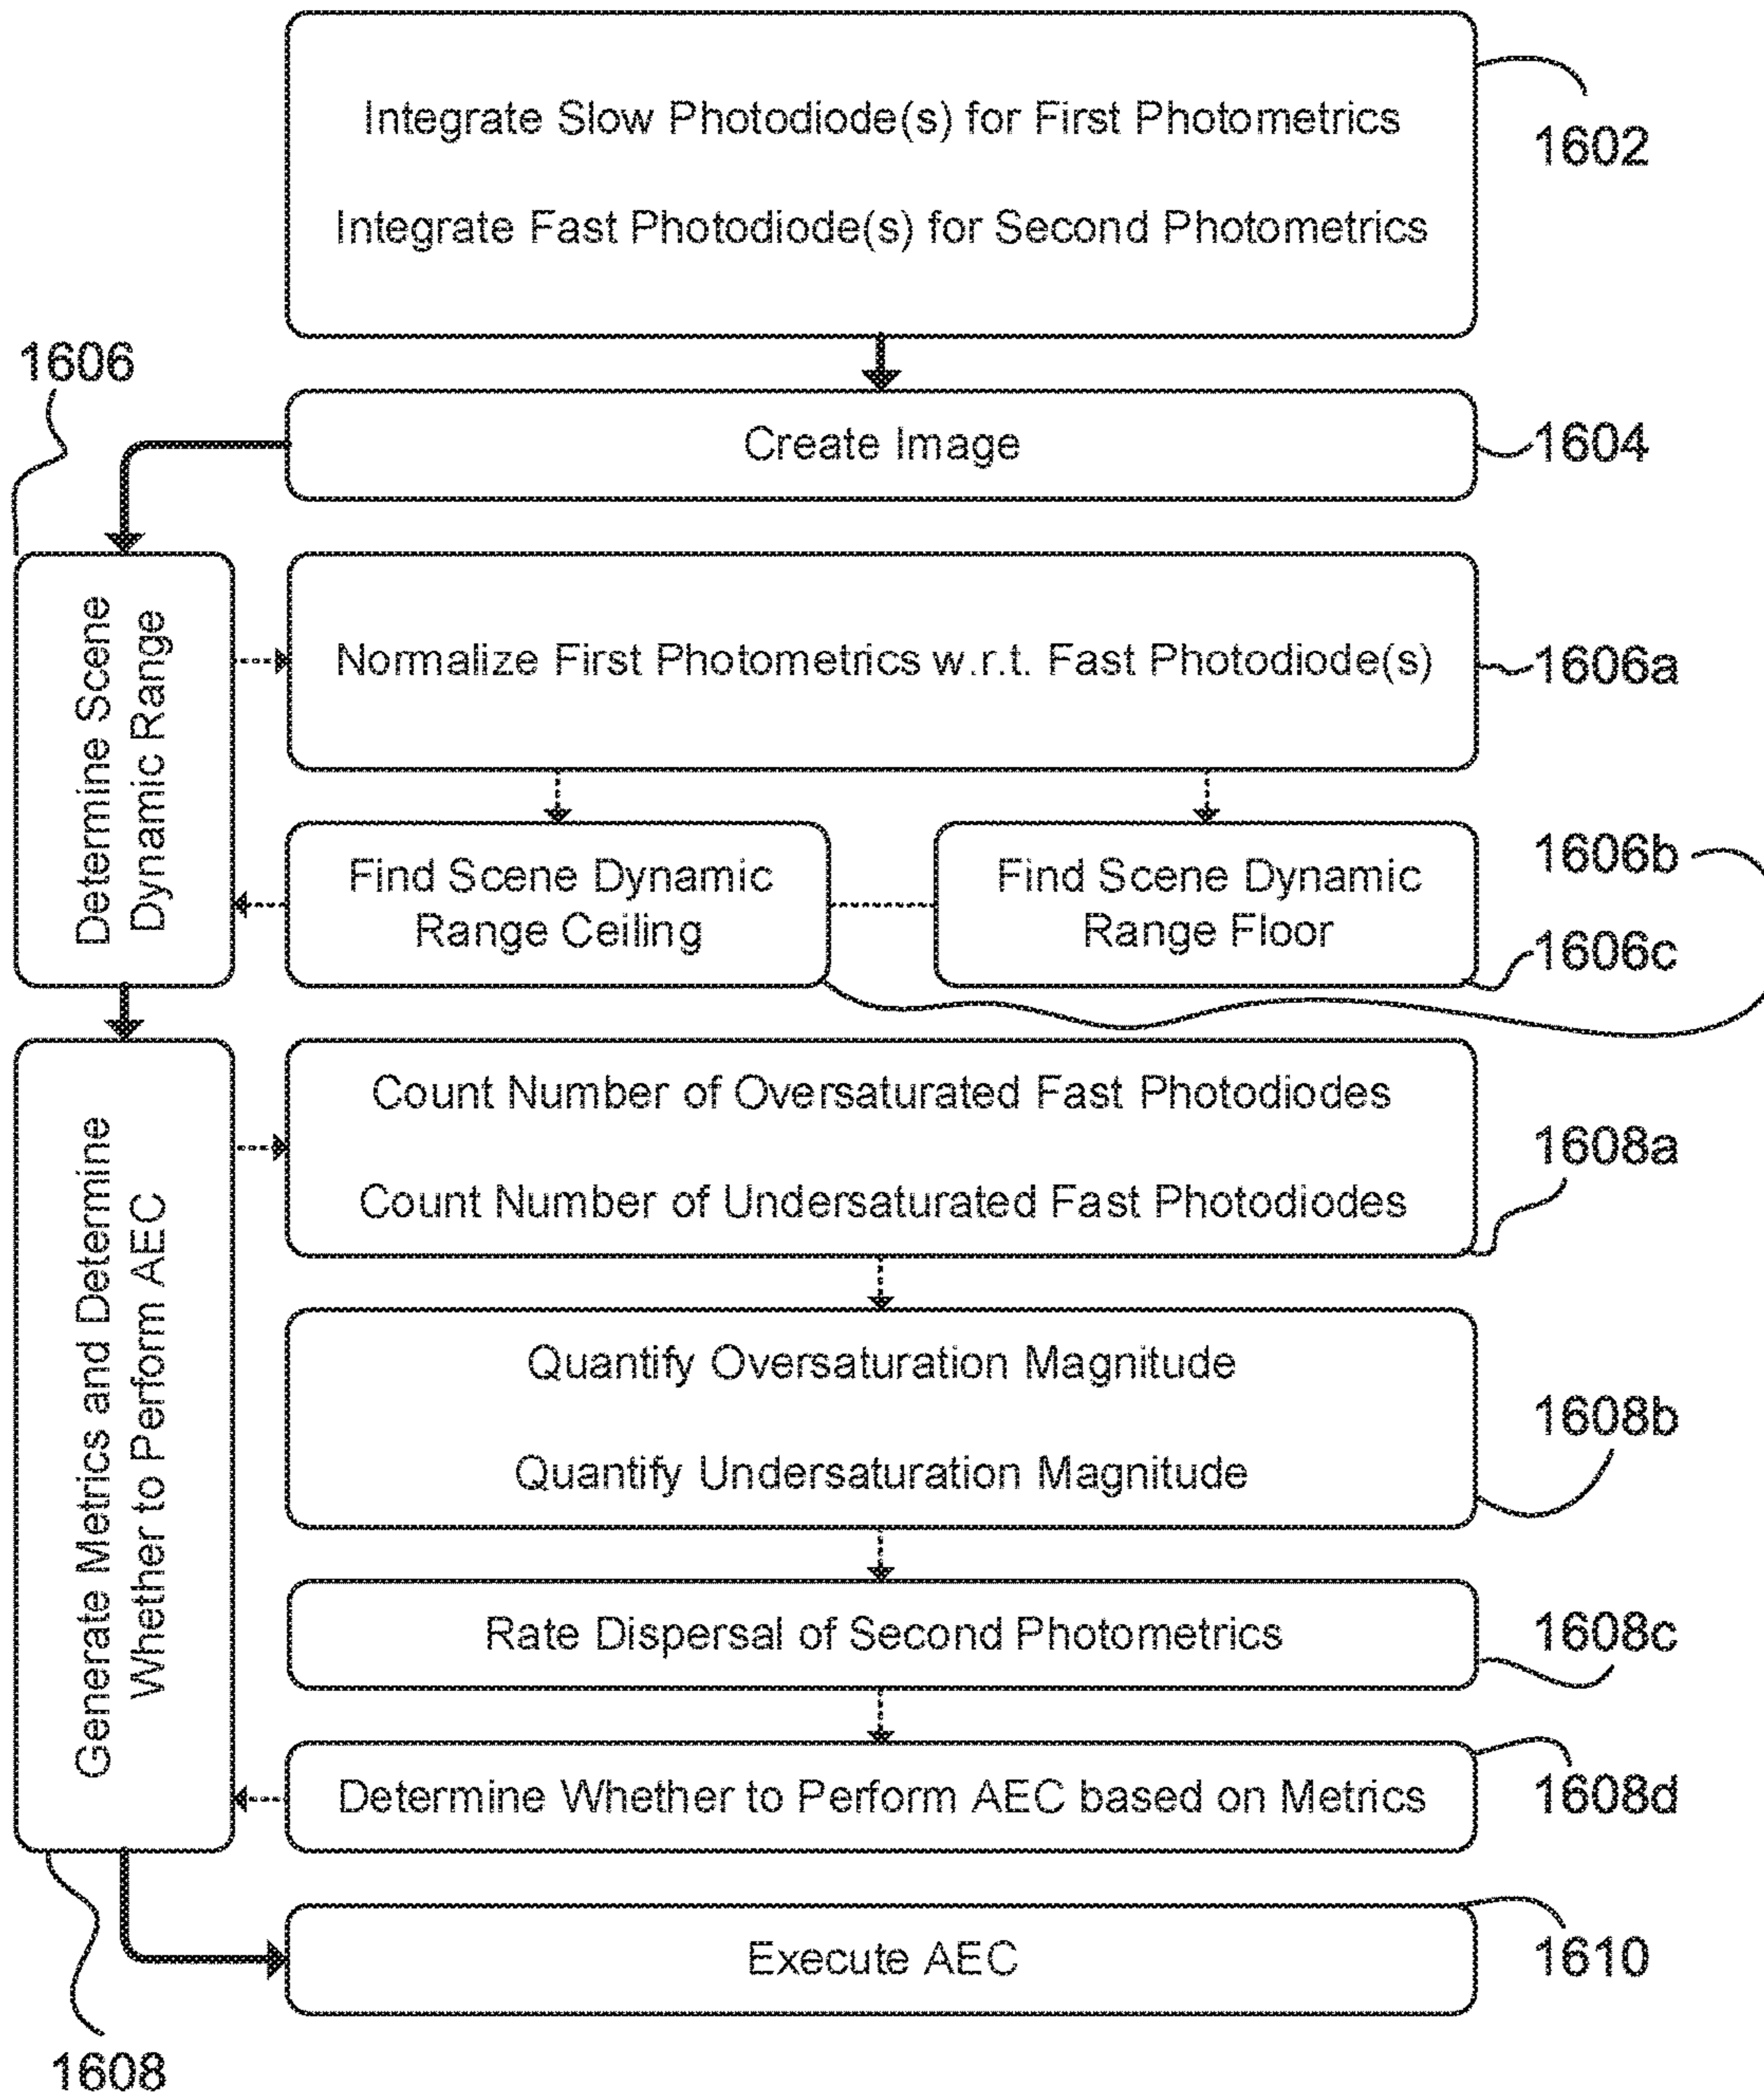 Integrate Slow Photodiode(s) for First Photometrics
Integrate Fast Photodiode(s) for Second Photometrics
1602
1606
Create Image
1604
Determine Scene
Dynamic Range
Normalize First Photometrics w.r.t. Fast Photodiode(s)
1606a
Find Scene Dynamic
Range Ceiling
Find Scene Dynamic
Range Floor
1606b
1606c
Generate Metrics and Determine
Whether to Perform AEC
Count Number of Oversaturated Fast Photodiodes
Count Number of Undersaturated Fast Photodiodes
1608a
Quantify Oversaturation Magnitude
Quantify Undersaturation Magnitude
1608b
Rate Dispersal of Second Photometrics
1608c
Determine Whether to Perform AEC based on Metrics
1608d
Execute AEC
1610
1608